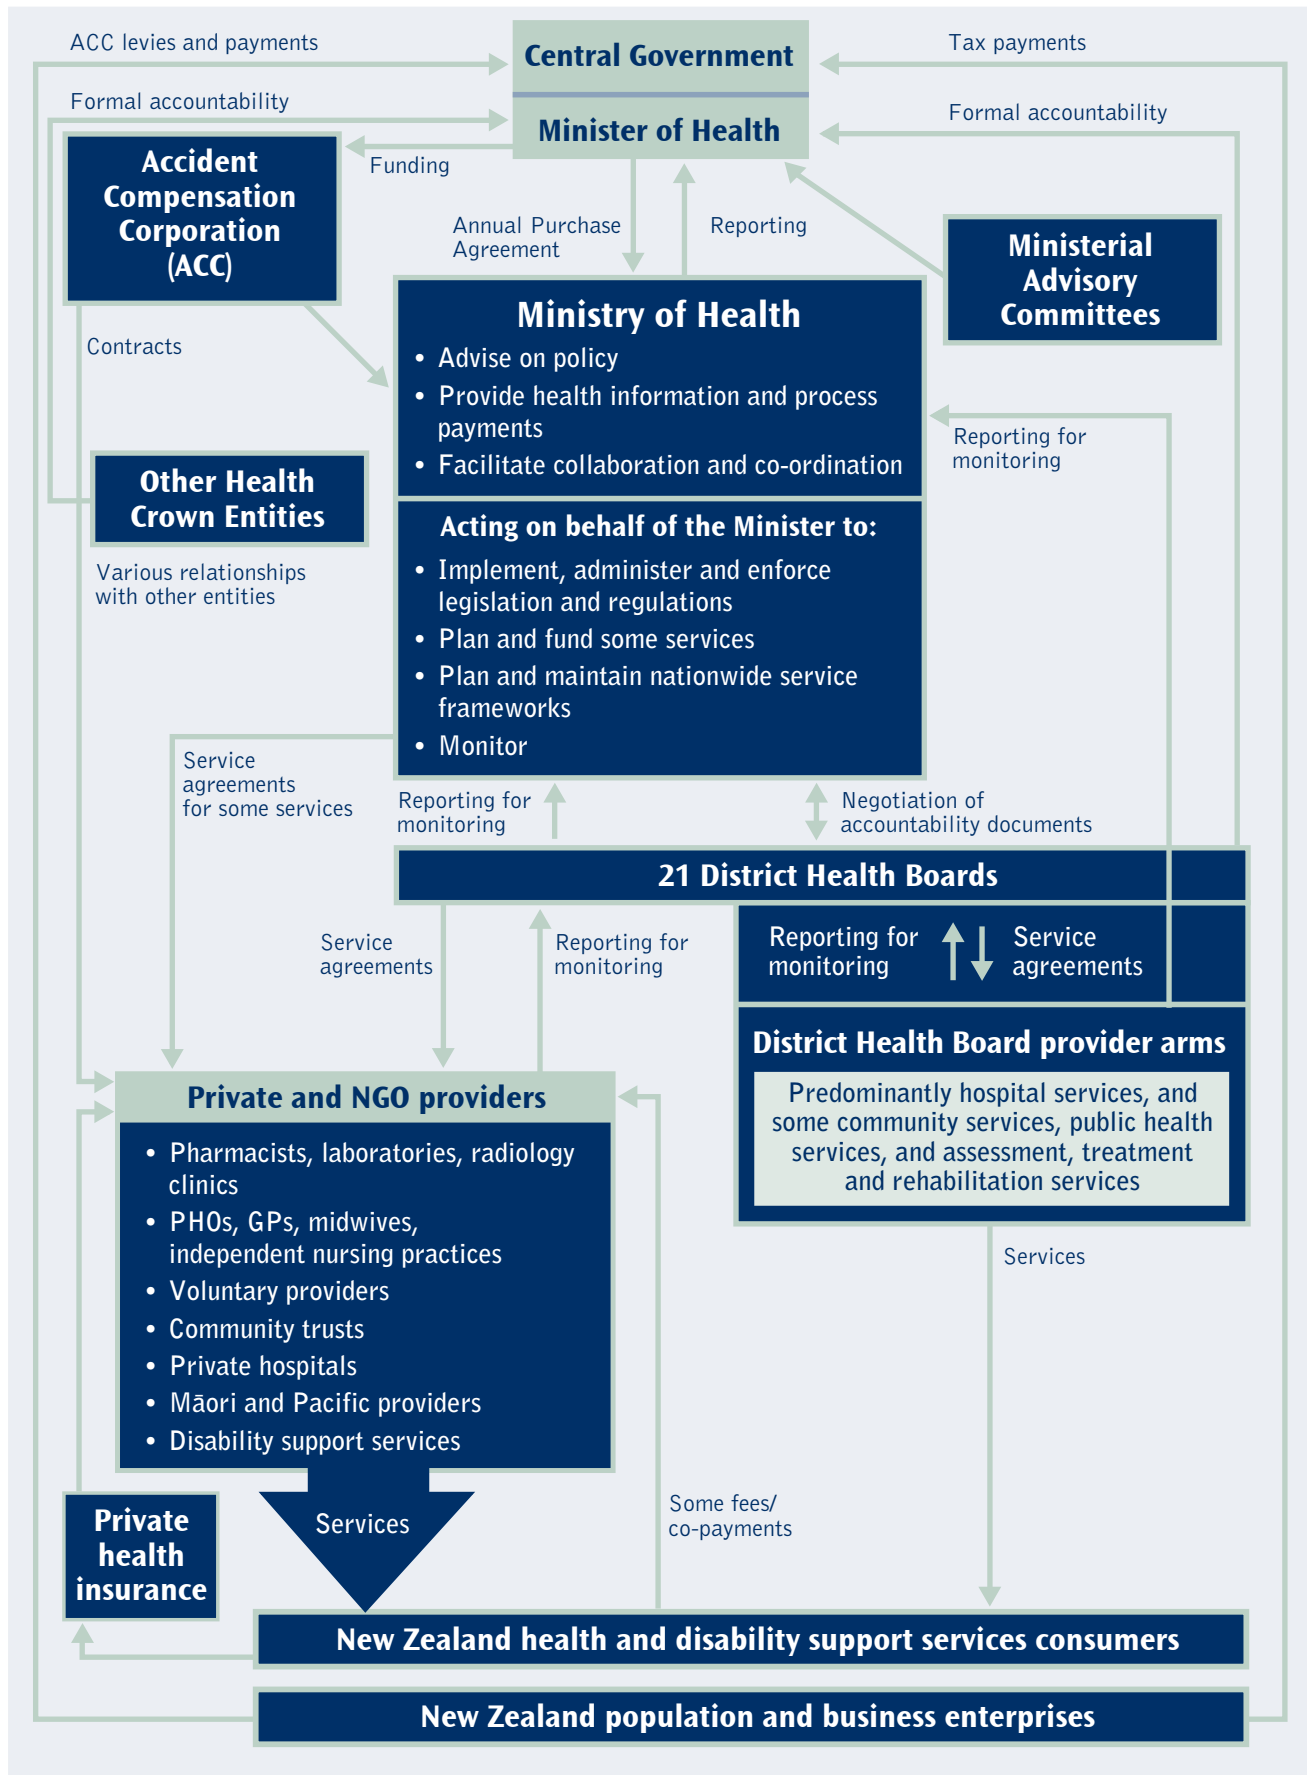 ACC levies and payments
Central Government
Tax payments
Formal accountability
Minister of Health
Formal accountability
Accident
Compensation
Corporation
(ACC)
Funding
Annual Purchase
Agreement
Reporting
Ministerial
Advisory
Committees
Contracts
Ministry of Health
• Advise on policy
• Provide health information and process
payments
• Facilitate collaboration and co-ordination
Reporting for
monitoring
Other Health
Crown Entities
Various relationships
with other entities
Acting on behalf of the Minister to:
• Implement, administer and enforce
legislation and regulations
• Plan and fund some services
• Plan and maintain nationwide service
frameworks
• Monitor
Service
agreements
for some services
Reporting for
monitoring
Negotiation of
accountability documents
21 District Health Boards
Service
agreements
Reporting for
monitoring
Reporting for
monitoring
Service
agreements
District Health Board provider arms
Predominantly hospital services, and
some community services, public health
services, and assessment, treatment
and rehabilitation services
Private and NGO providers
• Pharmacists, laboratories, radiology
clinics
• PHOs, GPs, midwives,
independent nursing practices
• Voluntary providers
• Community trusts
• Private hospitals
• Māori and Pacific providers
• Disability support services
Services
Private
health
insurance
Services
Some fees/
co-payments
New Zealand health and disability support services consumers
New Zealand population and business enterprises